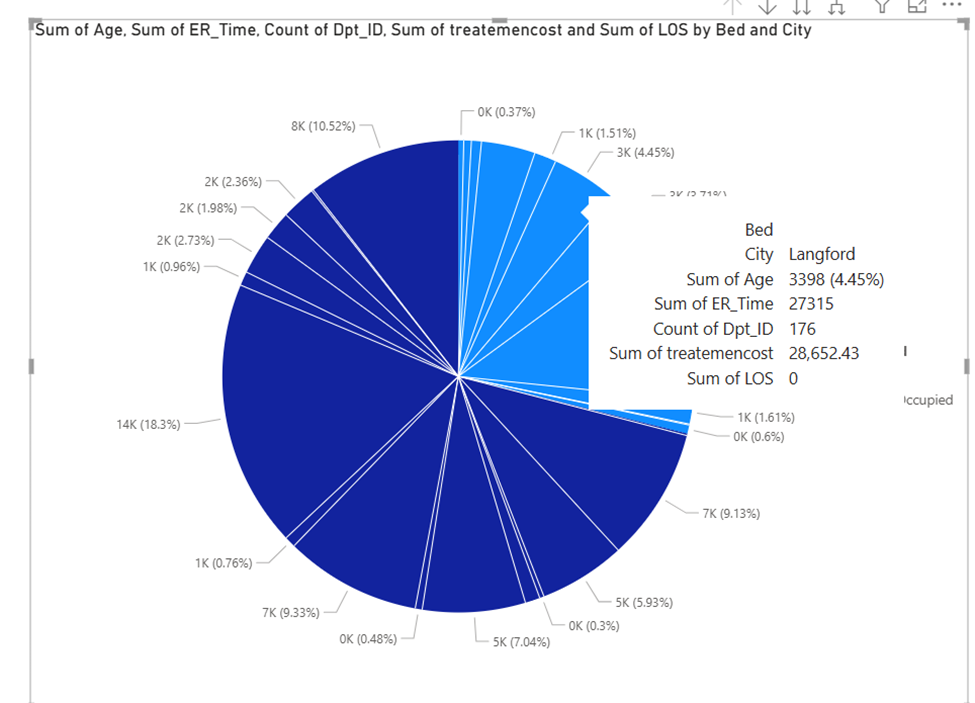 Sum of Age, Sum of ER_Time, Count of Dpt_ID, Sum of treatemencost and Sum of LOS by Bed and City
0K (0.37%)
8K (10.52%)
1K (1.51%)
3K (4.45%)
2K (2.36%)
2K (1.98%)
2K (2.73%)
1K (0.96%)
Bed
City Langford
Sum of Age 3398 (4.45%)
Sum of ER_Time 27315
Count of Dpt_ID 176
Sum of treatemencost 28,652.43
Sum of LOS 0
14K (18.3%)
1K (1.61%)
0K (0.6%)
7K (9.13%)
1K (0.76%)
5K (5.93%)
7K (9.33%)
0K (0.3%)
0K (0.48%)
5K (7.04%)